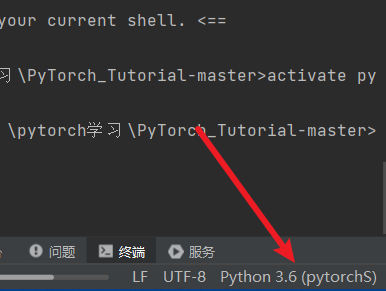 your current shell. <==
习\PyTorch_Tutorial-master>activate py
\pytorch学习\PyTorch_Tutorial-master>
问题 终端 服务
LF UTF-8 Python 3.6 (pytorchS)